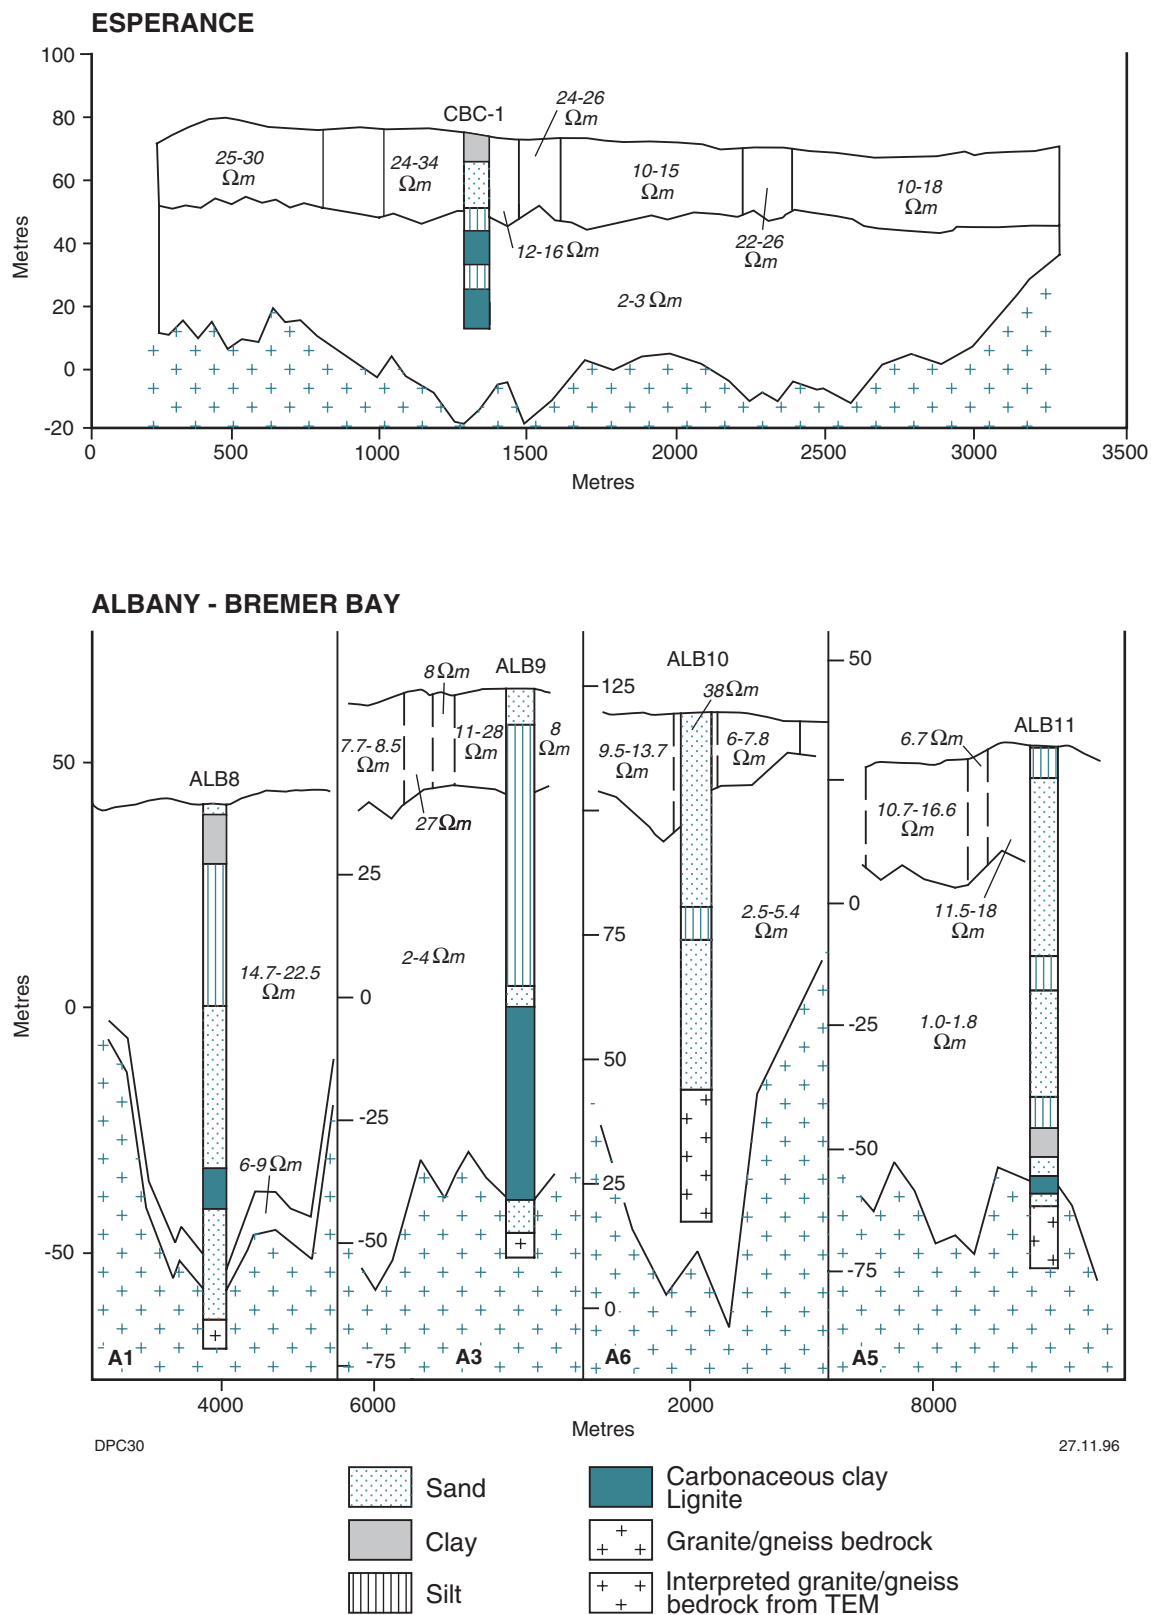 ESPERANCE
100
80
60
40
20
0
-20
Metres
CBC-1
24-26
Ωm
25-30
Ωm
24-34
Ωm
10-15
Ωm
10-18
Ωm
12-16 Ωm
22-26
Ωm
2-3 Ωm
0
500
1000
1500
2000
2500
3000
3500
Metres
ALBANY - BREMER BAY
Metres
50
0
-50
ALB8
14.7-22.5
Ωm
6-9 Ωm
A1
4000
25
0
-25
-50
-75
8 Ωm
ALB9
7.7-8.5
Ωm
11-28
Ωm
8
Ωm
27 Ωm
2-4 Ωm
A3
6000
125
75
50
25
0
ALB10
38 Ωm
9.5-13.7
Ωm
6-7.8
Ωm
2.5-5.4
Ωm
A6
2000
50
0
-25
-50
-75
ALB11
6.7 Ωm
10.7-16.6
Ωm
11.5-18
Ωm
1.0-1.8
Ωm
A5
8000
Metres
DPC30
27.11.96
Sand
Clay
Silt
Carbonaceous clay
Lignite
Granite/gneiss bedrock
Interpreted granite/gneiss
bedrock from TEM